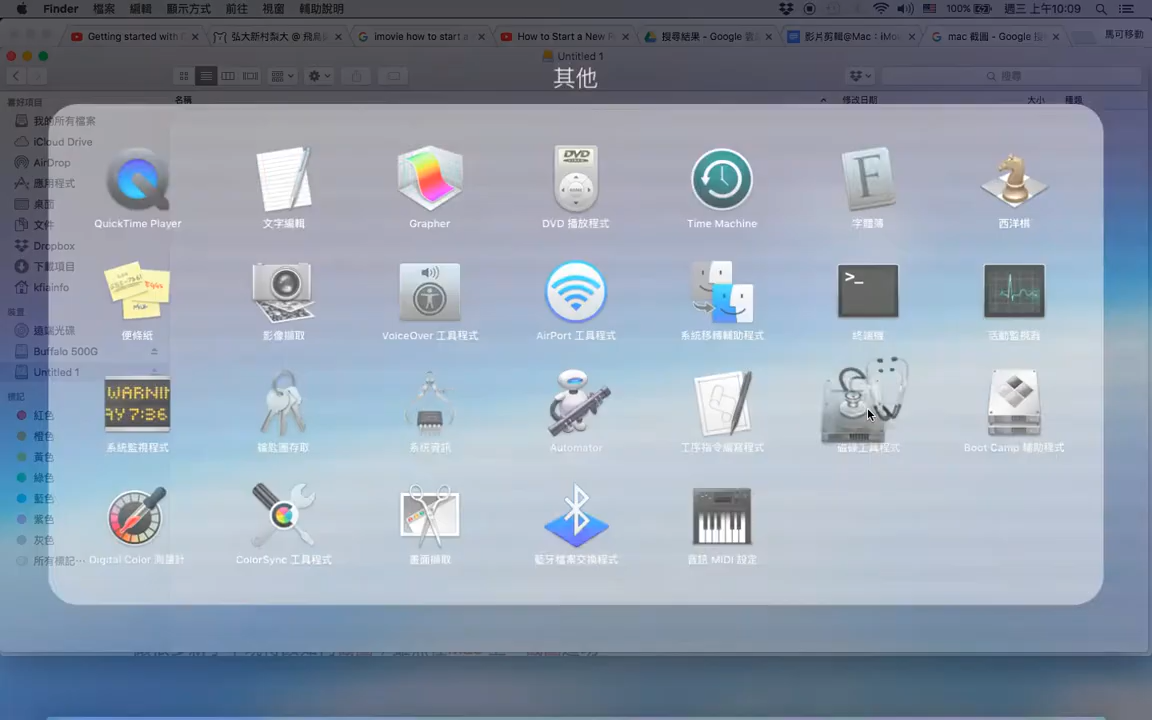 Finder 檔案 編輯 顯示方式 前往 視窗 輔助說明 100% 週三 上午10:09
Getting started with 弘大新村梨大 @ 飛鳥 imovie how to start a How to Start a New 搜尋結果 - Google 影片剪輯@Mac : iMo mac 截圖 - Google 馬可移動
Untitled 1
搜尋
其他
名稱 修改日期 大小 種類
喜好項目
我的所有檔案
iCloud Drive
AirDrop
應用程式
桌面
文件
Dropbox
下載項目
kfiainfo
裝置
遠端光碟
Buffalo 500G
Untitled 1
標記
紅色
橙色
黃色
綠色
藍色
紫色
灰色
所有標記⋯
QuickTime Player 文字編輯 Grapher DVD 播放程式 Time Machine 字體簿 西洋棋
便條紙 影像擷取 VoiceOver 工具程式 AirPort 工具程式 系統移轉輔助程式 終端機 活動監視器
WARNIN
AY 7:36
系統監視程式 鑰匙圈存取 系統資訊 Automator 工序指令編寫程式 磁碟工具程式 Boot Camp 輔助程式
Digital Color 測量計 ColorSync 工具程式 畫面擷取 藍牙檔案交換程式 音訊 MIDI 設定